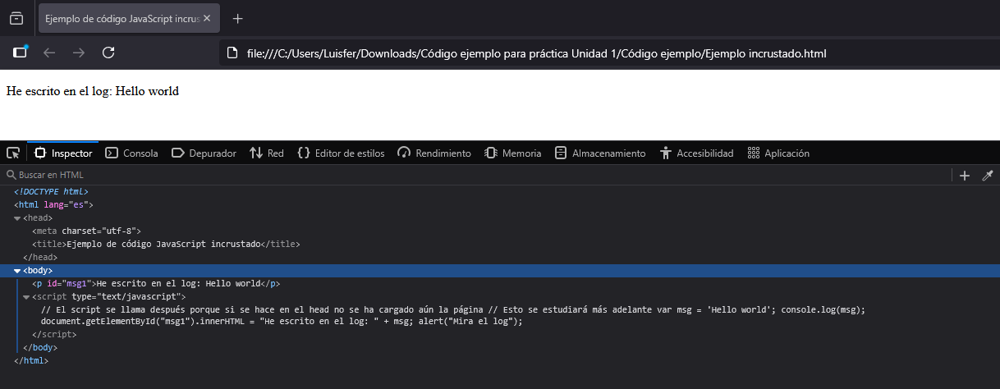 Ejemplo de código JavaScript incrus
file:///C:/Users/Luisfer/Downloads/Código ejemplo para práctica Unidad 1/Código ejemplo/Ejemplo incrustado.html
He escrito en el log: Hello world
Inspector Consola Depurador Red Editor de estilos Rendimiento Memoria Almacenamiento Accesibilidad Aplicación
Buscar en HTML
<!DOCTYPE html>
<html lang="es">
<head>
<meta charset="utf-8">
<title>Ejemplo de código JavaScript incrustado</title>
</head>
<body>
<p id="msg1">He escrito en el log: Hello world</p>
<script type="text/javascript">
// El script se llama después porque si se hace en el head no se ha cargado aún la página // Esto se estudiará más adelante var msg = 'Hello world'; console.log(msg);
document.getElementById("msg1").innerHTML = "He escrito en el log: " + msg; alert("Mira el log");
</script>
</body>
</html>